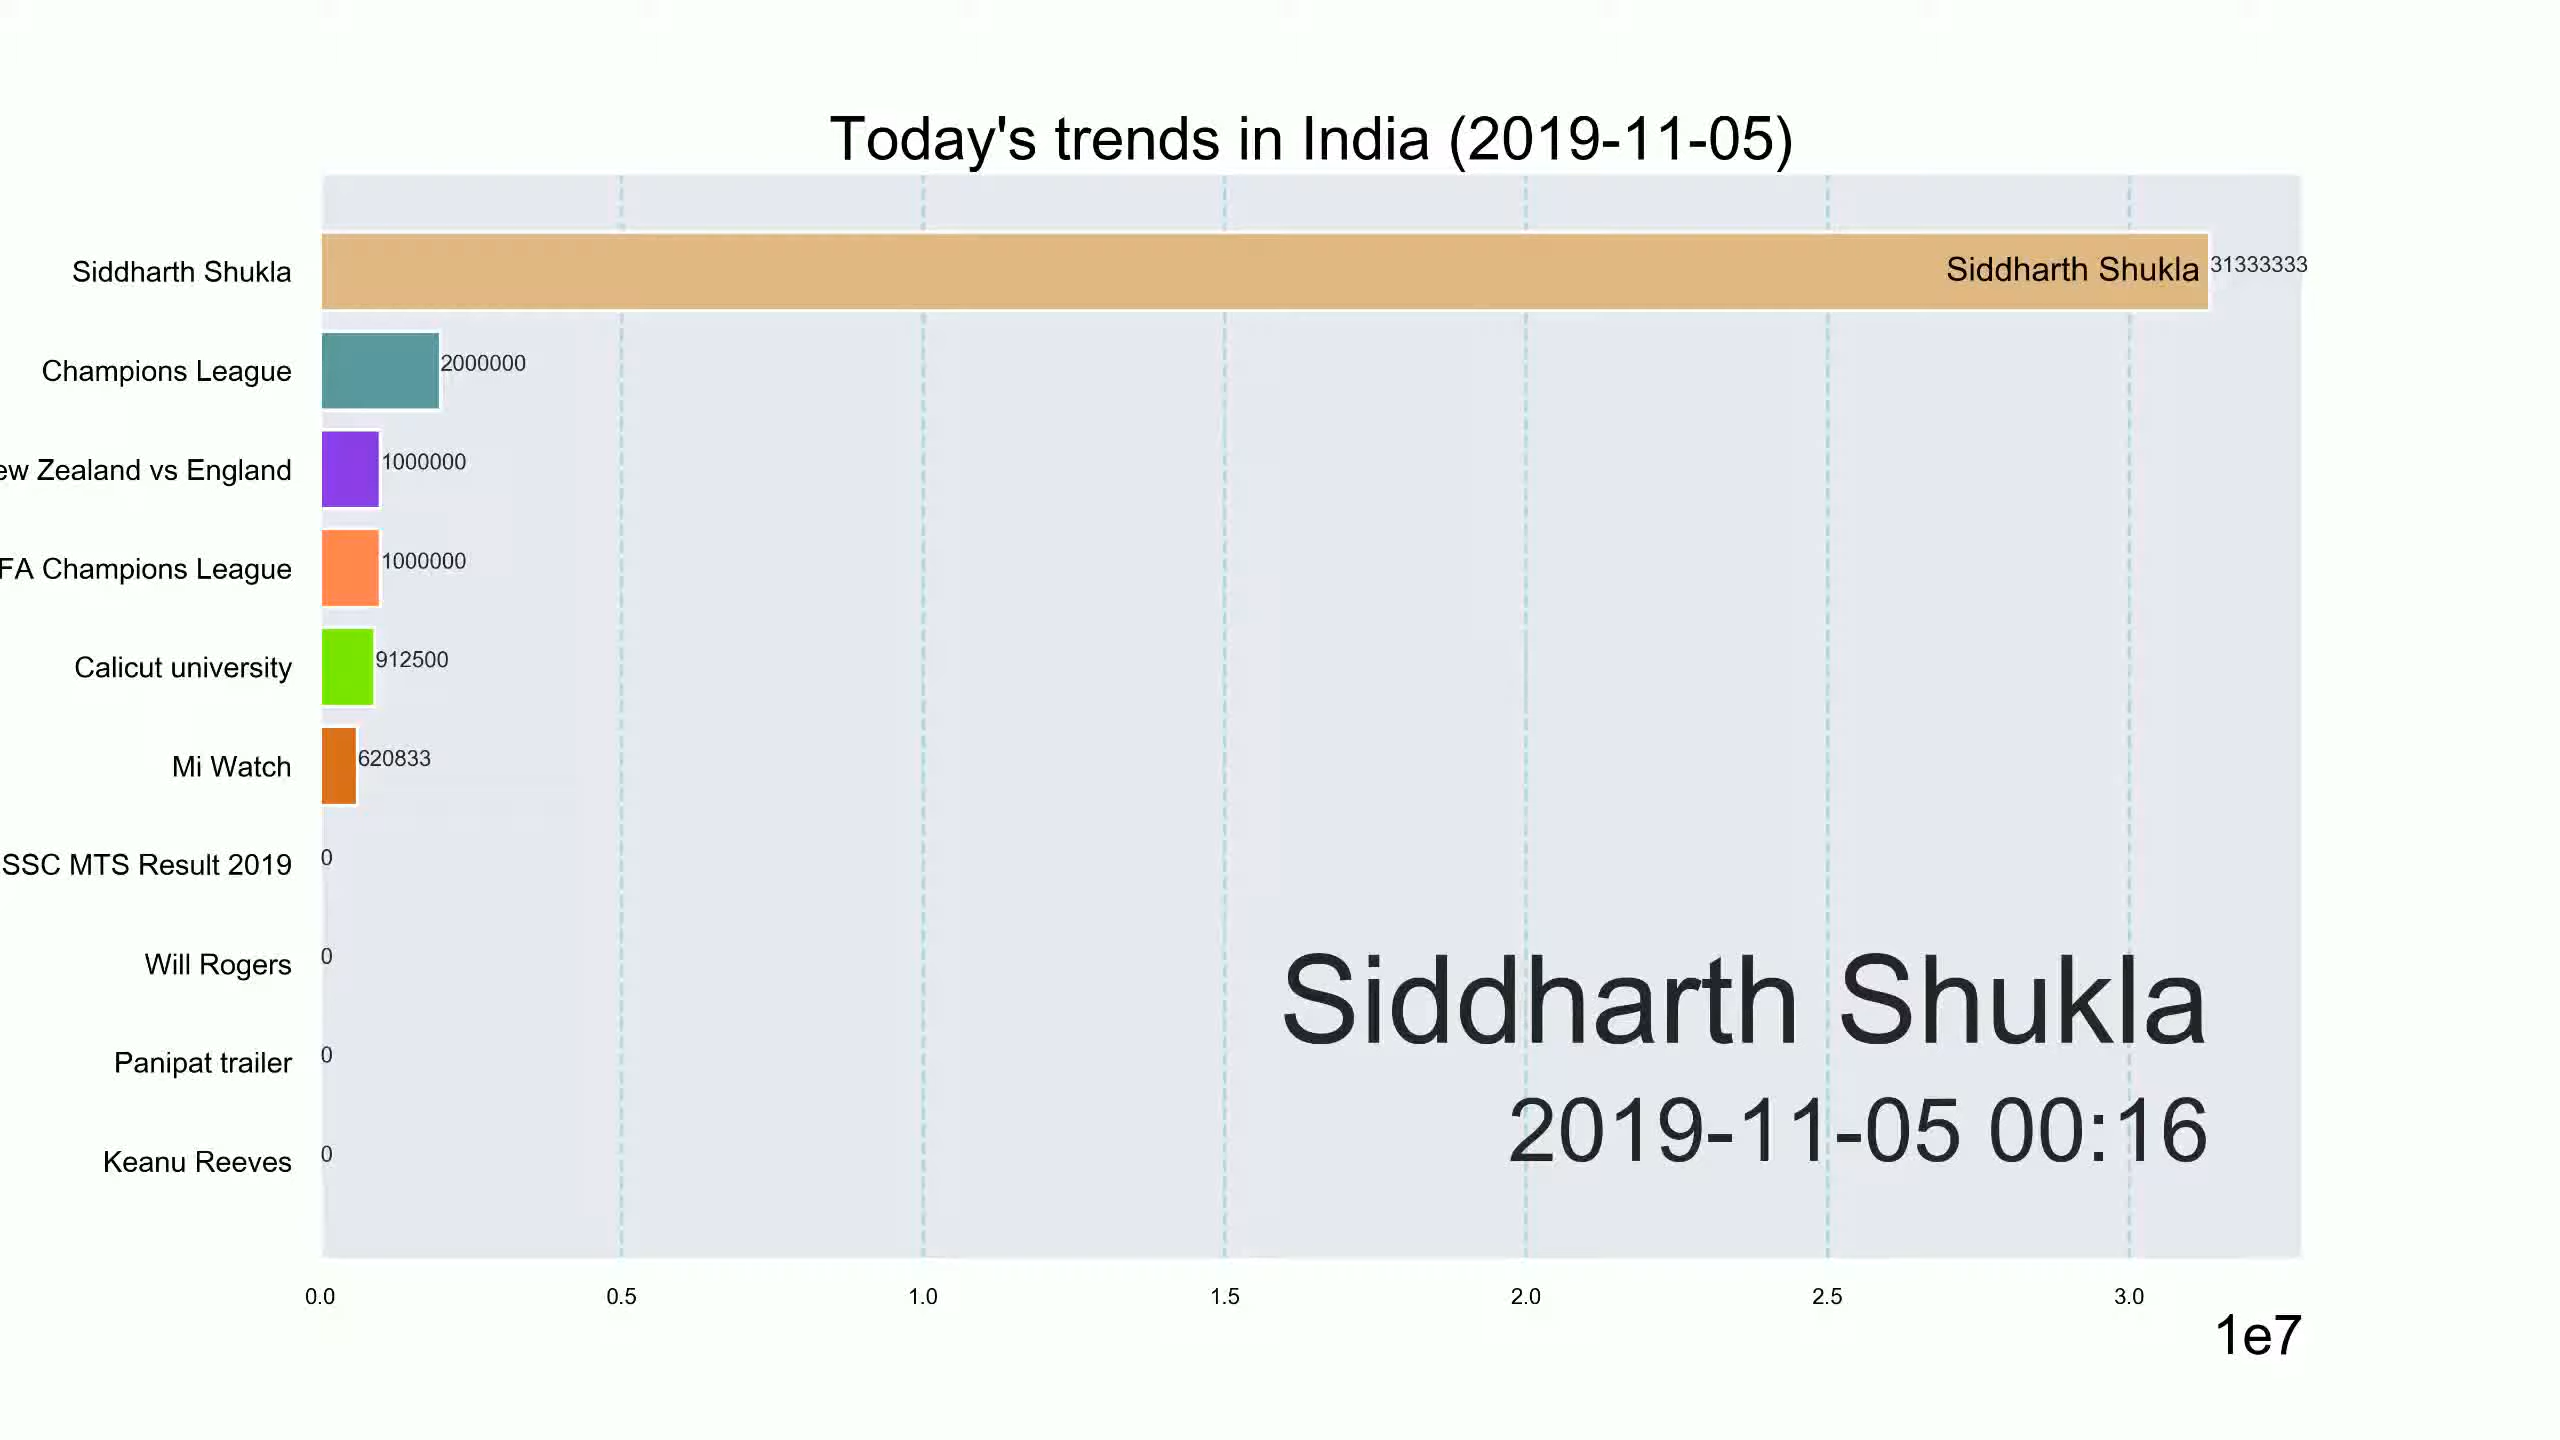 Today's trends in India (2019-11-05)
Siddharth Shukla
Siddharth Shukla 31333333
Champions League 2000000
Zealand vs England 1000000
Champions League 1000000
Calicut university 912500
Mi Watch 620833
SSC MTS Result 2019 0
Will Rogers 0
Panipat trailer 0
Keanu Reeves 0
Siddharth Shukla
2019-11-05 00:16
0.0 0.5 1.0 1.5 2.0 2.5 3.0
1e7